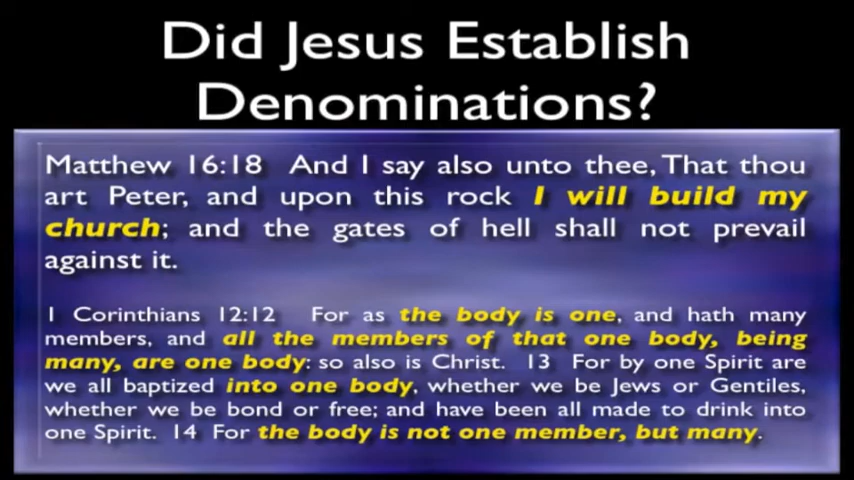 Did Jesus Establish
Denominations?
Matthew 16:18 And I say also unto thee, That thou
art Peter, and upon this rock I will build my
church; and the gates of hell shall not prevail
against it.
1 Corinthians 12:12 For as the body is one, and hath many
members, and all the members of that one body, being
many, are one body: so also is Christ. 13 For by one Spirit are
we all baptized into one body, whether we be Jews or Gentiles,
whether we be bond or free; and have been all made to drink into
one Spirit. 14 For the body is not one member, but many.